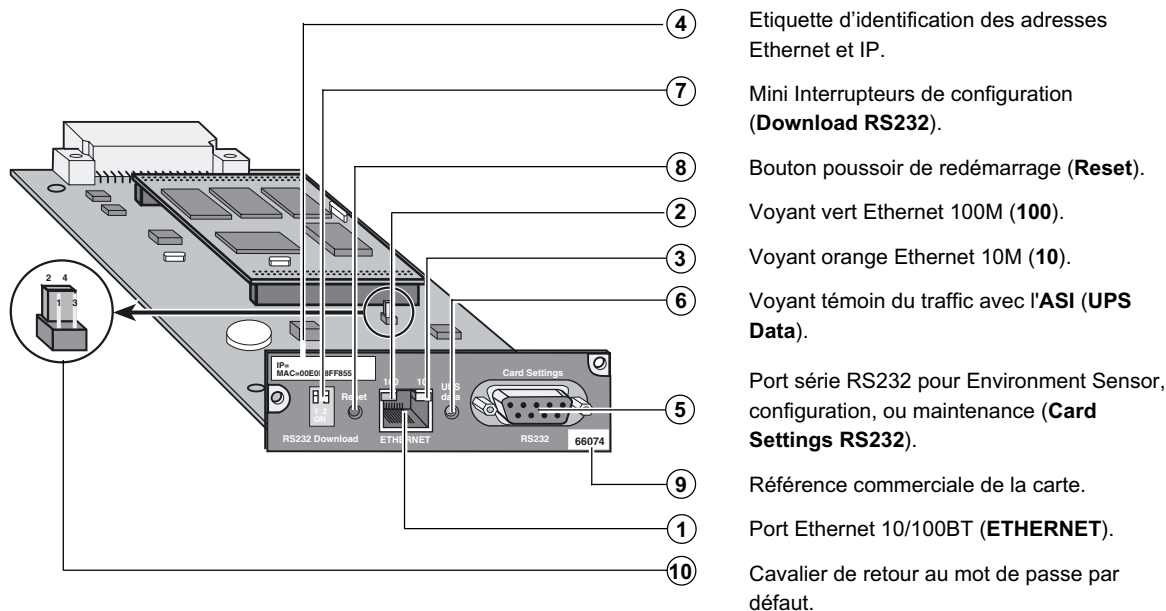 4 Etiquette d’identification des adresses
Ethernet et IP.
7 Mini Interrupteurs de configuration
(Download RS232).
8 Bouton poussoir de redémarrage (Reset).
2 Voyant vert Ethernet 100M (100).
3 Voyant orange Ethernet 10M (10).
6 Voyant témoin du traffic avec l'ASI (UPS
Data).
5 Port série RS232 pour Environment Sensor,
configuration, ou maintenance (Card
Settings RS232).
9 Référence commerciale de la carte.
1 Port Ethernet 10/100BT (ETHERNET).
10 Cavalier de retour au mot de passe par
défaut.
2 4
1 3
IP=
Card Settings
Reset
100
UPS
data
1 2
ON
RS232 Download
ETHERNET
RS232
66074